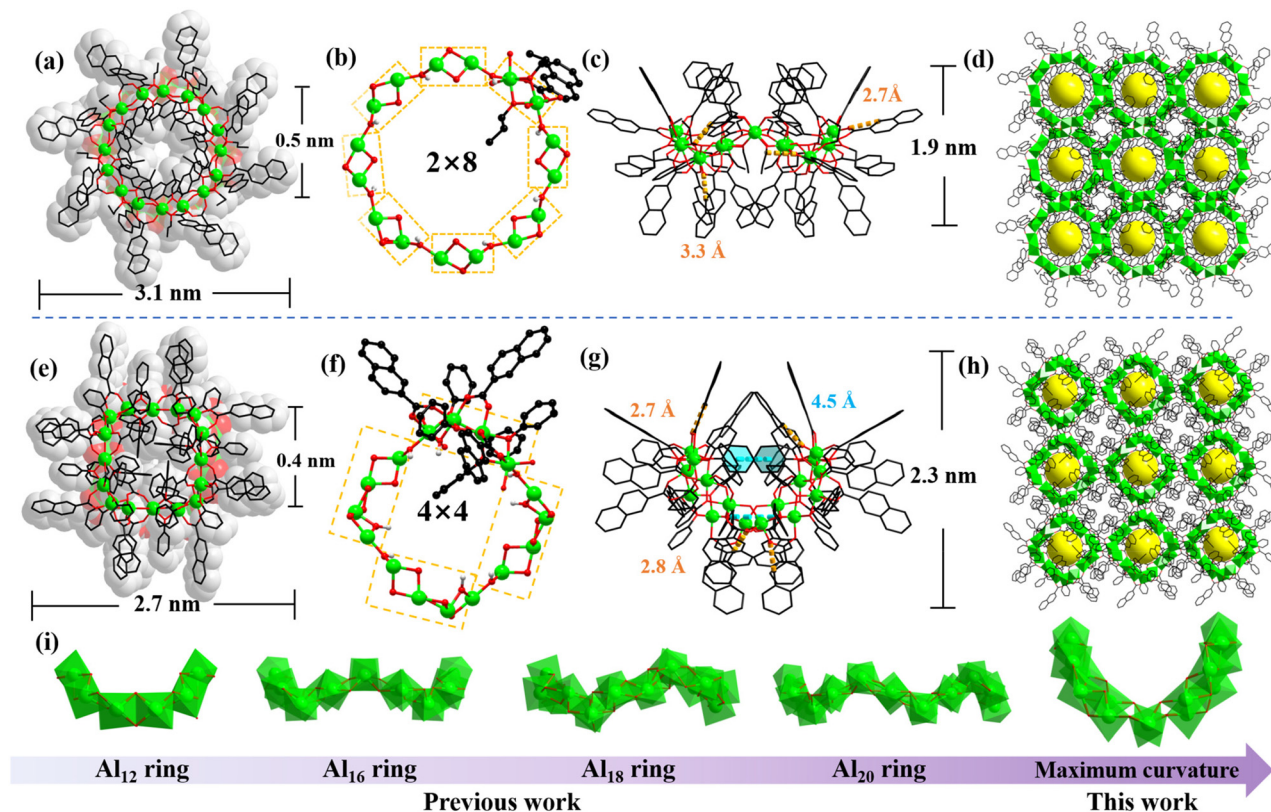 (a)
0.5 nm
3.1 nm
(b)
2×8
(c)
2.7Å
3.3 Å
1.9 nm
(d)
(e)
0.4 nm
2.7 nm
(f)
4×4
(g)
2.7 Å
4.5 Å
2.8 Å
2.3 nm
(h)
(i)
Al₁₂ ring
Al₁₆ ring
Al₁₈ ring
Al₂₀ ring
Maximum curvature
Previous work
This work